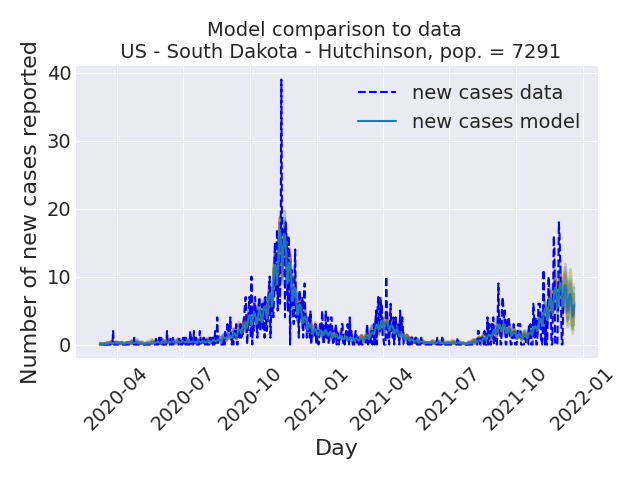 Model comparison to data
US - South Dakota - Hutchinson, pop. = 7291
Number of new cases reported
40
30
20
10
0
new cases data
new cases model
2020-04
2020-07
2020-10
2021-01
2021-04
2021-07
2021-10
2022-01
Day